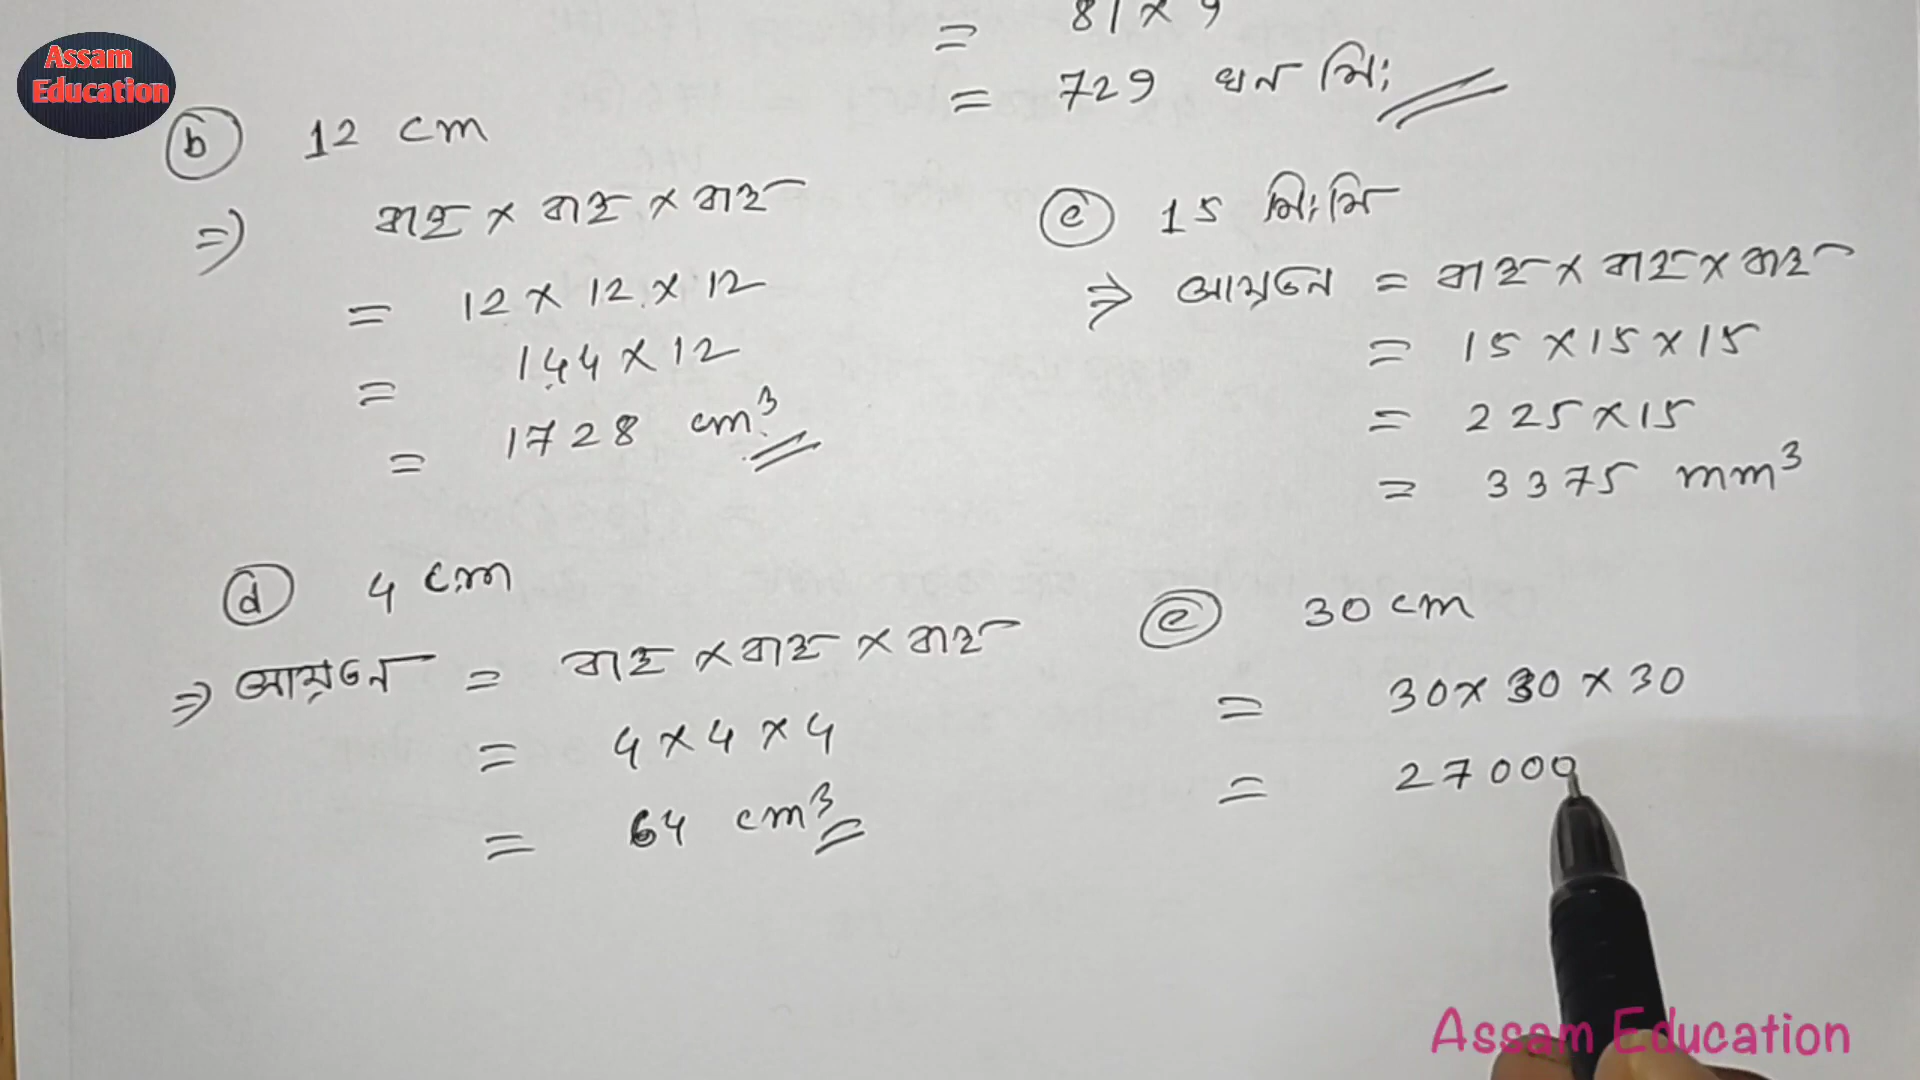 Assam
Education
= 81 x 9
= 729 ঘন মি:
(b) 12 cm
⇒ বাহু × বাহু × বাহু
= 12 × 12 × 12
= 144 × 12
= 1728 cm³
(c) 15 মি:মি
⇒ আয়তন = বাহু × বাহু × বাহু
= 15 × 15 × 15
= 225 × 15
= 3375 mm³
(d) 4 cm
⇒ আয়তন = বাহু × বাহু × বাহু
= 4 × 4 × 4
= 64 cm³
(e) 30 cm
= 30 × 30 × 30
= 27000
Assam Education